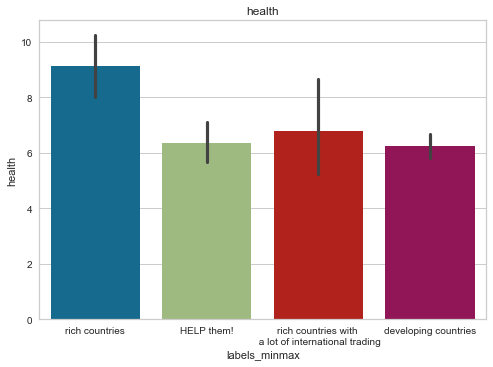 health
10
8
6
4
2
0
health
rich countries
HELP them!
rich countries with
a lot of international trading
developing countries
labels_minmax